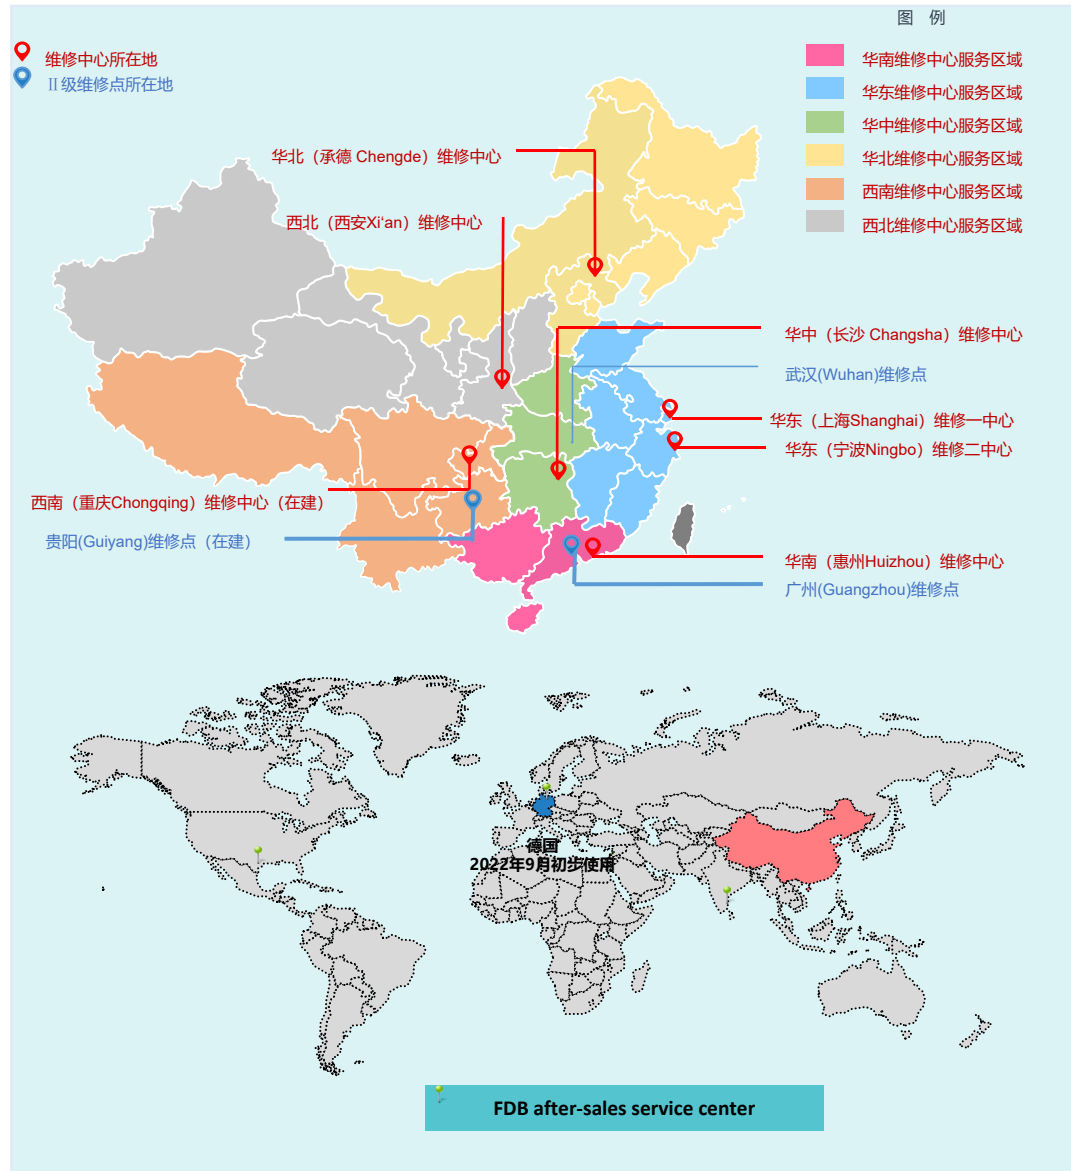 图 例
维修中心所在地
Ⅱ级维修点所在地
华南维修中心服务区域
华东维修中心服务区域
华中维修中心服务区域
华北维修中心服务区域
西南维修中心服务区域
西北维修中心服务区域
华北（承德 Chengde）维修中心
西北（西安Xi‘an）维修中心
华中（长沙 Changsha）维修中心
武汉(Wuhan)维修点
华东（上海Shanghai）维修一中心
华东（宁波Ningbo）维修二中心
西南（重庆Chongqing）维修中心（在建）
贵阳(Guiyang)维修点（在建）
华南（惠州Huizhou）维修中心
广州(Guangzhou)维修点
德国
2022年9月初步使用
FDB after-sales service center